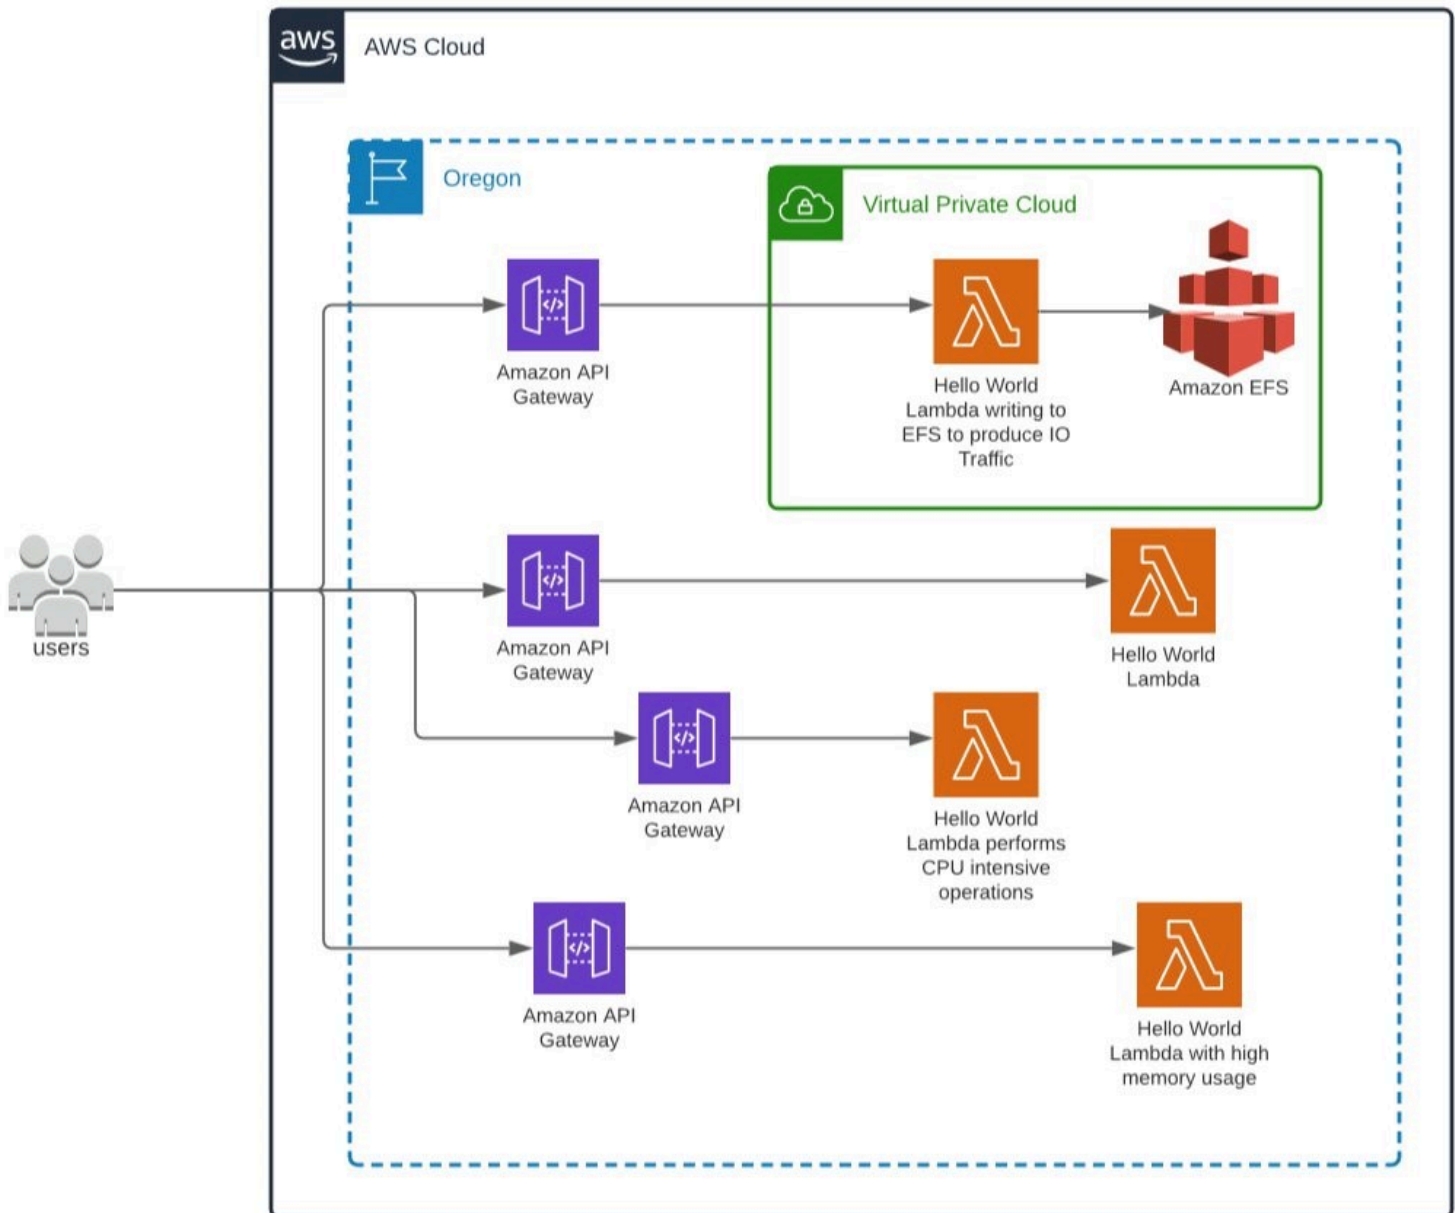 aws
AWS Cloud
Oregon
Virtual Private Cloud
Amazon API
Gateway
Hello World
Lambda writing to
EFS to produce IO
Traffic
Amazon EFS
users
Amazon API
Gateway
Hello World
Lambda
Amazon API
Gateway
Hello World
Lambda performs
CPU intensive
operations
Amazon API
Gateway
Hello World
Lambda with high
memory usage